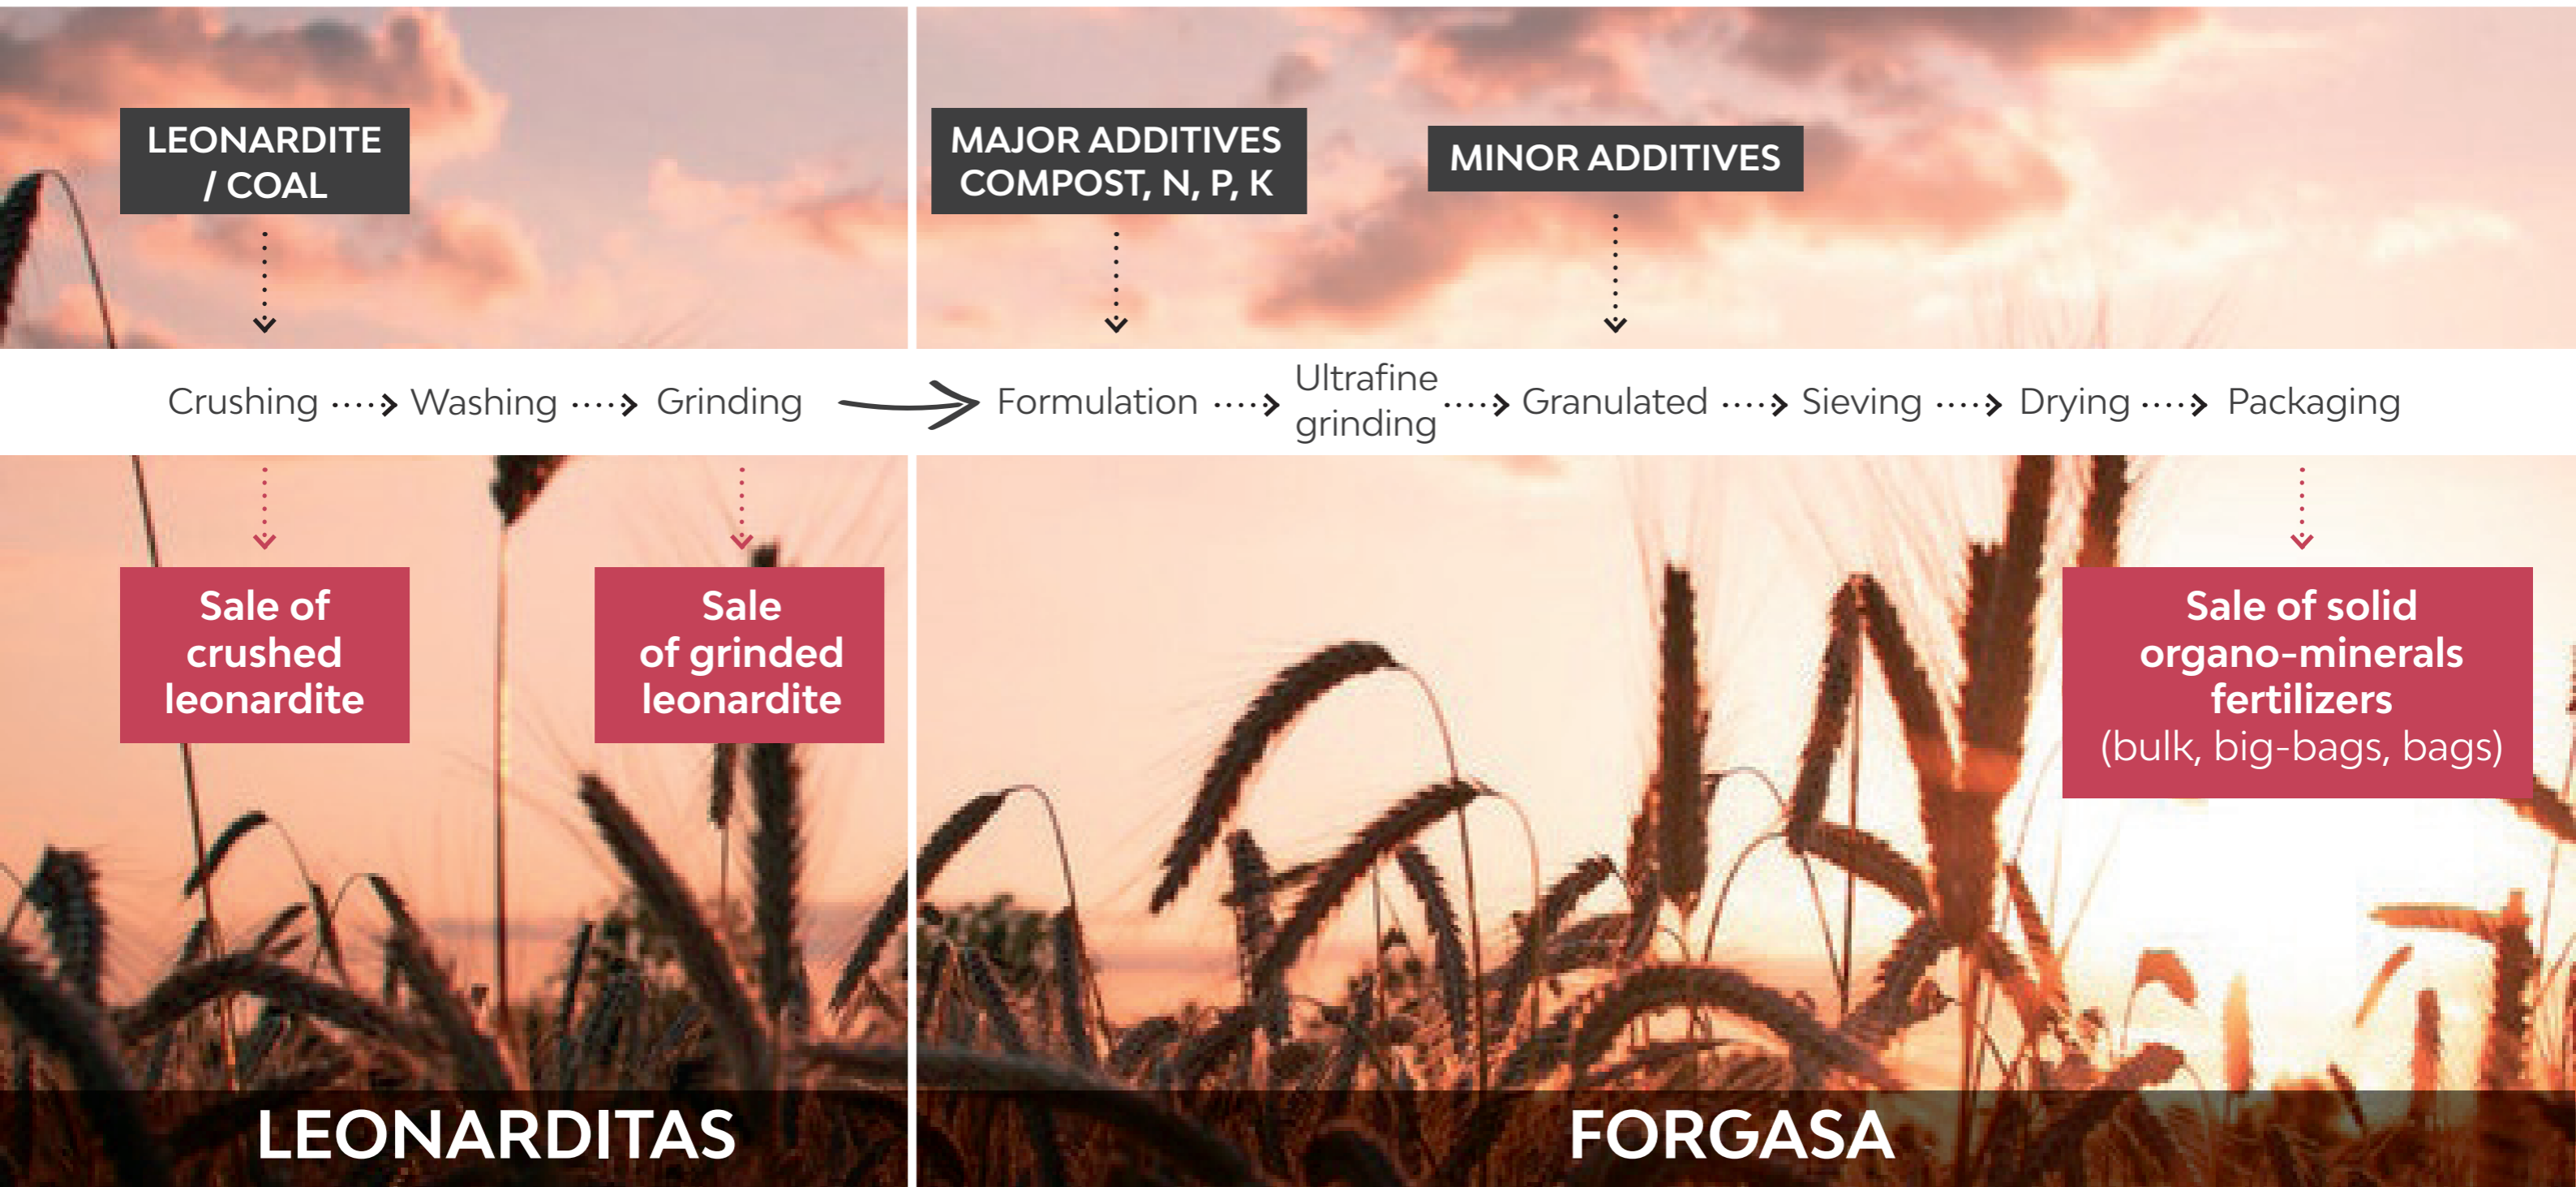 LEONARDITE
/ COAL
MAJOR ADDITIVES
COMPOST, N, P, K
MINOR ADDITIVES
Crushing
Washing
Grinding
Formulation
Ultrafine
grinding
Granulated
Sieving
Drying
Packaging
Sale of
crushed
leonardite
Sale
of grinded
leonardite
Sale of solid
organo-minerals
fertilizers
(bulk, big-bags, bags)
LEONARDITAS
FORGASA